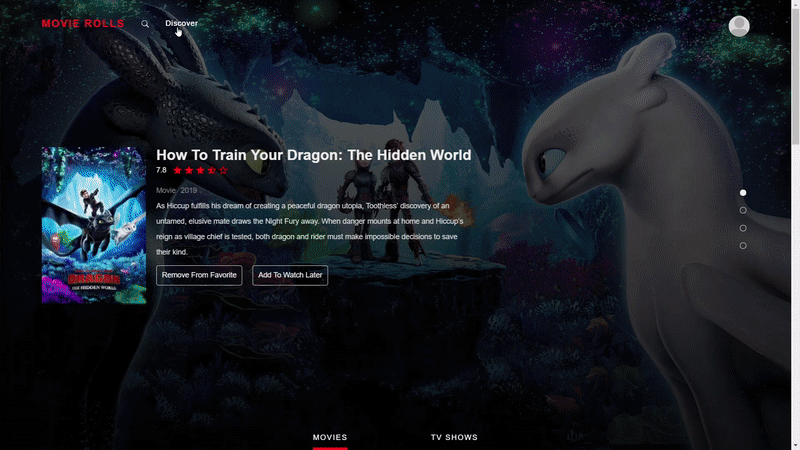 MOVIE ROLLS
Discover
How To Train Your Dragon: The Hidden World
7.8
Movie/ 2019
As Hiccup fulfills his dream of creating a peaceful dragon utopia, Toothless' discovery of an
untamed, elusive mate draws the Night Fury away. When danger mounts at home and Hiccup's
reign as village chief is tested, both dragon and rider must make impossible decisions to save
their kind.
Remove From Favorite
Add To Watch Later
THE HIDDEN WORLD
MOVIES
TV SHOWS